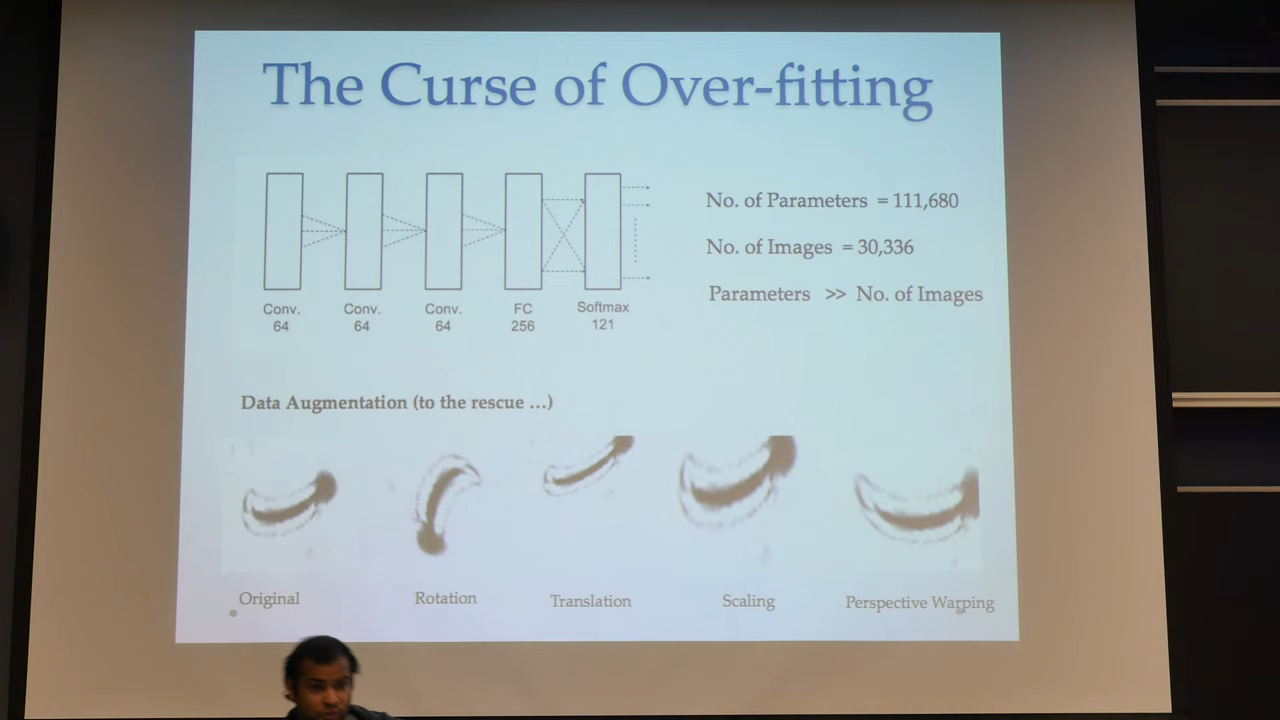 The Curse of Over-fitting
No. of Parameters = 111,680
No. of Images = 30,336
Parameters >> No. of Images
Conv. Conv. Conv. FC Softmax
64 64 64 256 121
Data Augmentation (to the rescue ...)
Original Rotation Translation Scaling Perspective Warping